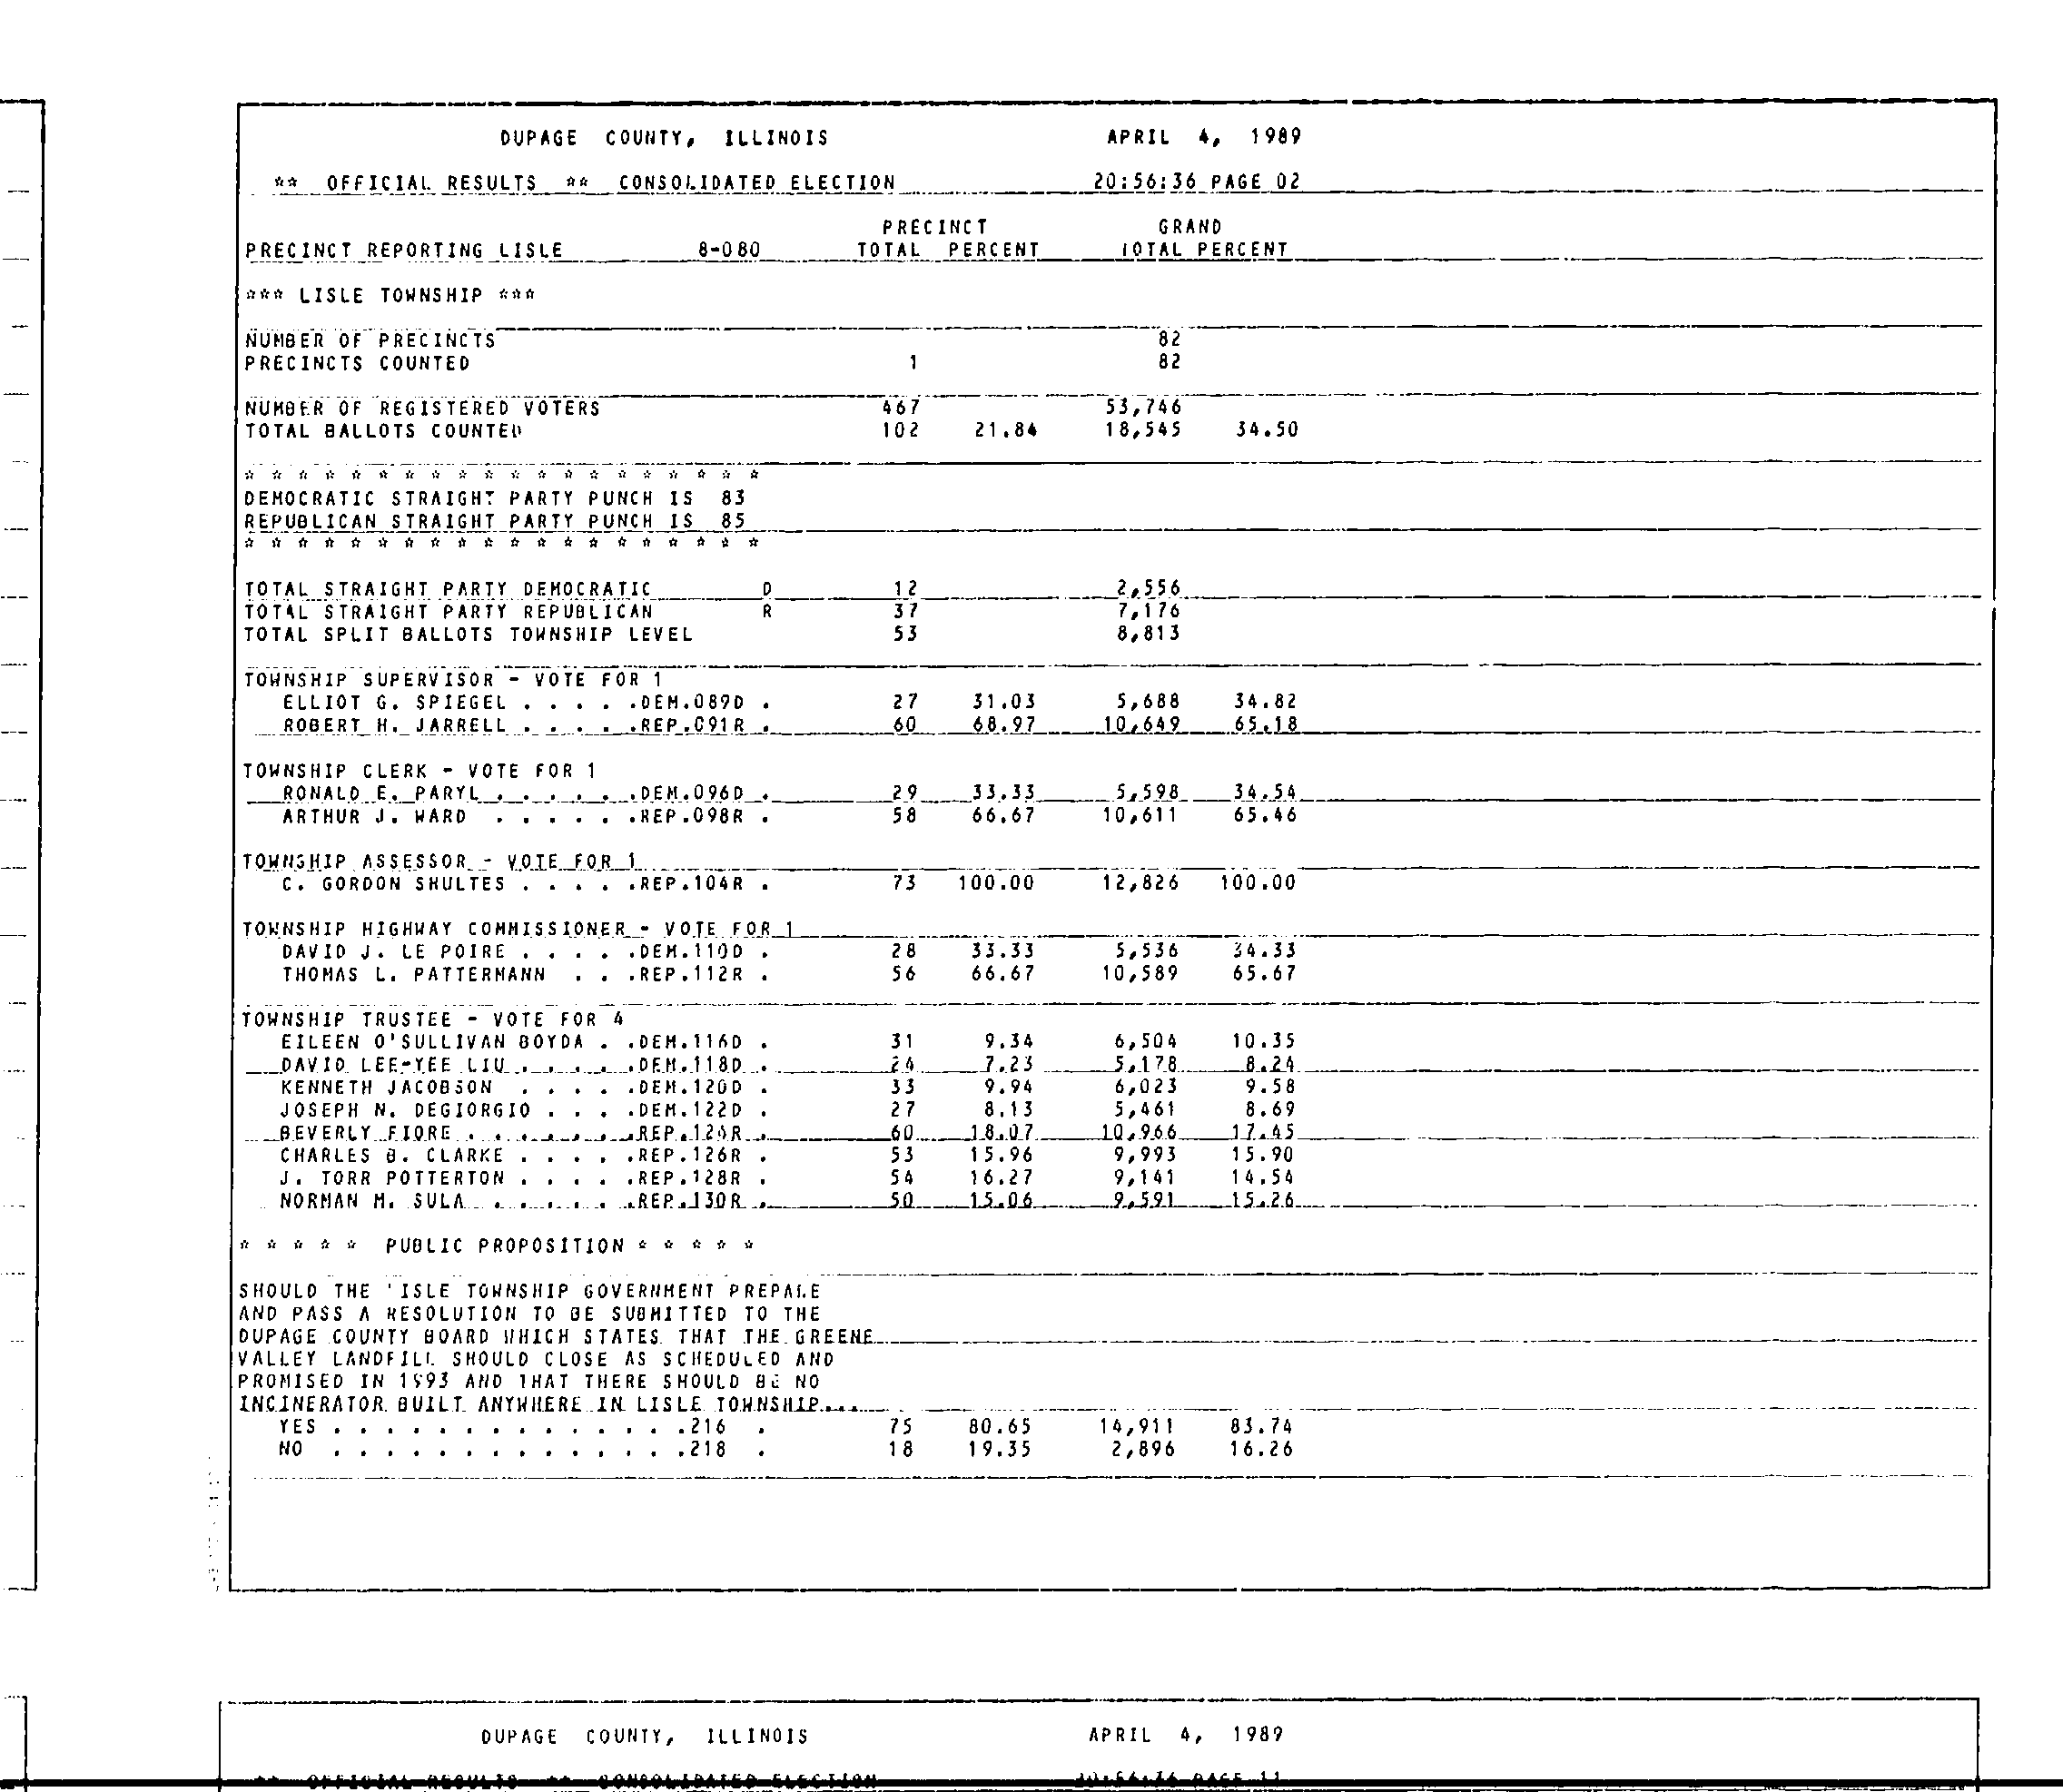 DUPAGE COUNTY, ILLINOIS APRIL 4, 1989
** OFFICIAL RESULTS ** CONSOLIDATED ELECTION 20:56:36 PAGE 02
PRECINCT GRAND
PRECINCT REPORTING LISLE 8-080 TOTAL PERCENT TOTAL PERCENT
*** LISLE TOWNSHIP ***
NUMBER OF PRECINCTS 82
PRECINCTS COUNTED 1 82
NUMBER OF REGISTERED VOTERS 467 53,746
TOTAL BALLOTS COUNTED 102 21.84 18,545 34.50
* * * * * * * * * * * * * * * * * * * *
DEMOCRATIC STRAIGHT PARTY PUNCH IS 83
REPUBLICAN STRAIGHT PARTY PUNCH IS 85
* * * * * * * * * * * * * * * * * * * *
TOTAL STRAIGHT PARTY DEMOCRATIC D 12 2,556
TOTAL STRAIGHT PARTY REPUBLICAN R 37 7,176
TOTAL SPLIT BALLOTS TOWNSHIP LEVEL 53 8,813
TOWNSHIP SUPERVISOR - VOTE FOR 1
ELLIOT G. SPIEGEL . . . . .DEM.089D . 27 31.03 5,688 34.82
ROBERT H. JARRELL . . . . .REP.091R . 60 68.97 10,649 65.18
TOWNSHIP CLERK - VOTE FOR 1
RONALD E. PARYL . . . . . .DEM.096D . 29 33.33 5,598 34.54
ARTHUR J. WARD . . . . . .REP.098R . 58 66.67 10,611 65.46
TOWNSHIP ASSESSOR - VOTE FOR 1
C. GORDON SHULTES . . . . .REP.104R . 73 100.00 12,826 100.00
TOWNSHIP HIGHWAY COMMISSIONER - VOTE FOR 1
DAVID J. LE POIRE . . . . .DEM.110D . 28 33.33 5,536 34.33
THOMAS L. PATTERMANN . . .REP.112R . 56 66.67 10,589 65.67
TOWNSHIP TRUSTEE - VOTE FOR 4
EILEEN O'SULLIVAN BOYDA . .DEM.116D . 31 9.34 6,504 10.35
DAVID LEE-YEE LIU . . . . .DEM.118D . 24 7.23 5,178 8.24
KENNETH JACOBSON . . . . .DEM.120D . 33 9.94 6,023 9.58
JOSEPH N. DEGIORGIO . . . .DEM.122D . 27 8.13 5,461 8.69
BEVERLY FIORE . . . . . . .REP.124R . 60 18.07 10,966 17.45
CHARLES B. CLARKE . . . . .REP.126R . 53 15.96 9,993 15.90
J. TORR POTTERTON . . . . .REP.128R . 54 16.27 9,141 14.54
NORMAN M. SULA . . . . . .REP.130R . 50 15.06 9,591 15.26
* * * * * PUBLIC PROPOSITION * * * * *
SHOULD THE 'ISLE TOWNSHIP GOVERNMENT PREPARE
AND PASS A RESOLUTION TO BE SUBMITTED TO THE
DUPAGE COUNTY BOARD WHICH STATES THAT THE GREENE
VALLEY LANDFILL SHOULD CLOSE AS SCHEDULED AND
PROMISED IN 1993 AND THAT THERE SHOULD BE NO
INCINERATOR BUILT ANYWHERE IN LISLE TOWNSHIP...
YES . . . . . . . . . . . . . .216 . 75 80.65 14,911 83.74
NO . . . . . . . . . . . . . .218 . 18 19.35 2,896 16.26
DUPAGE COUNTY, ILLINOIS APRIL 4, 1989
** OFFICIAL RESULTS ** CONSOLIDATED ELECTION 20:56:36 PAGE 11